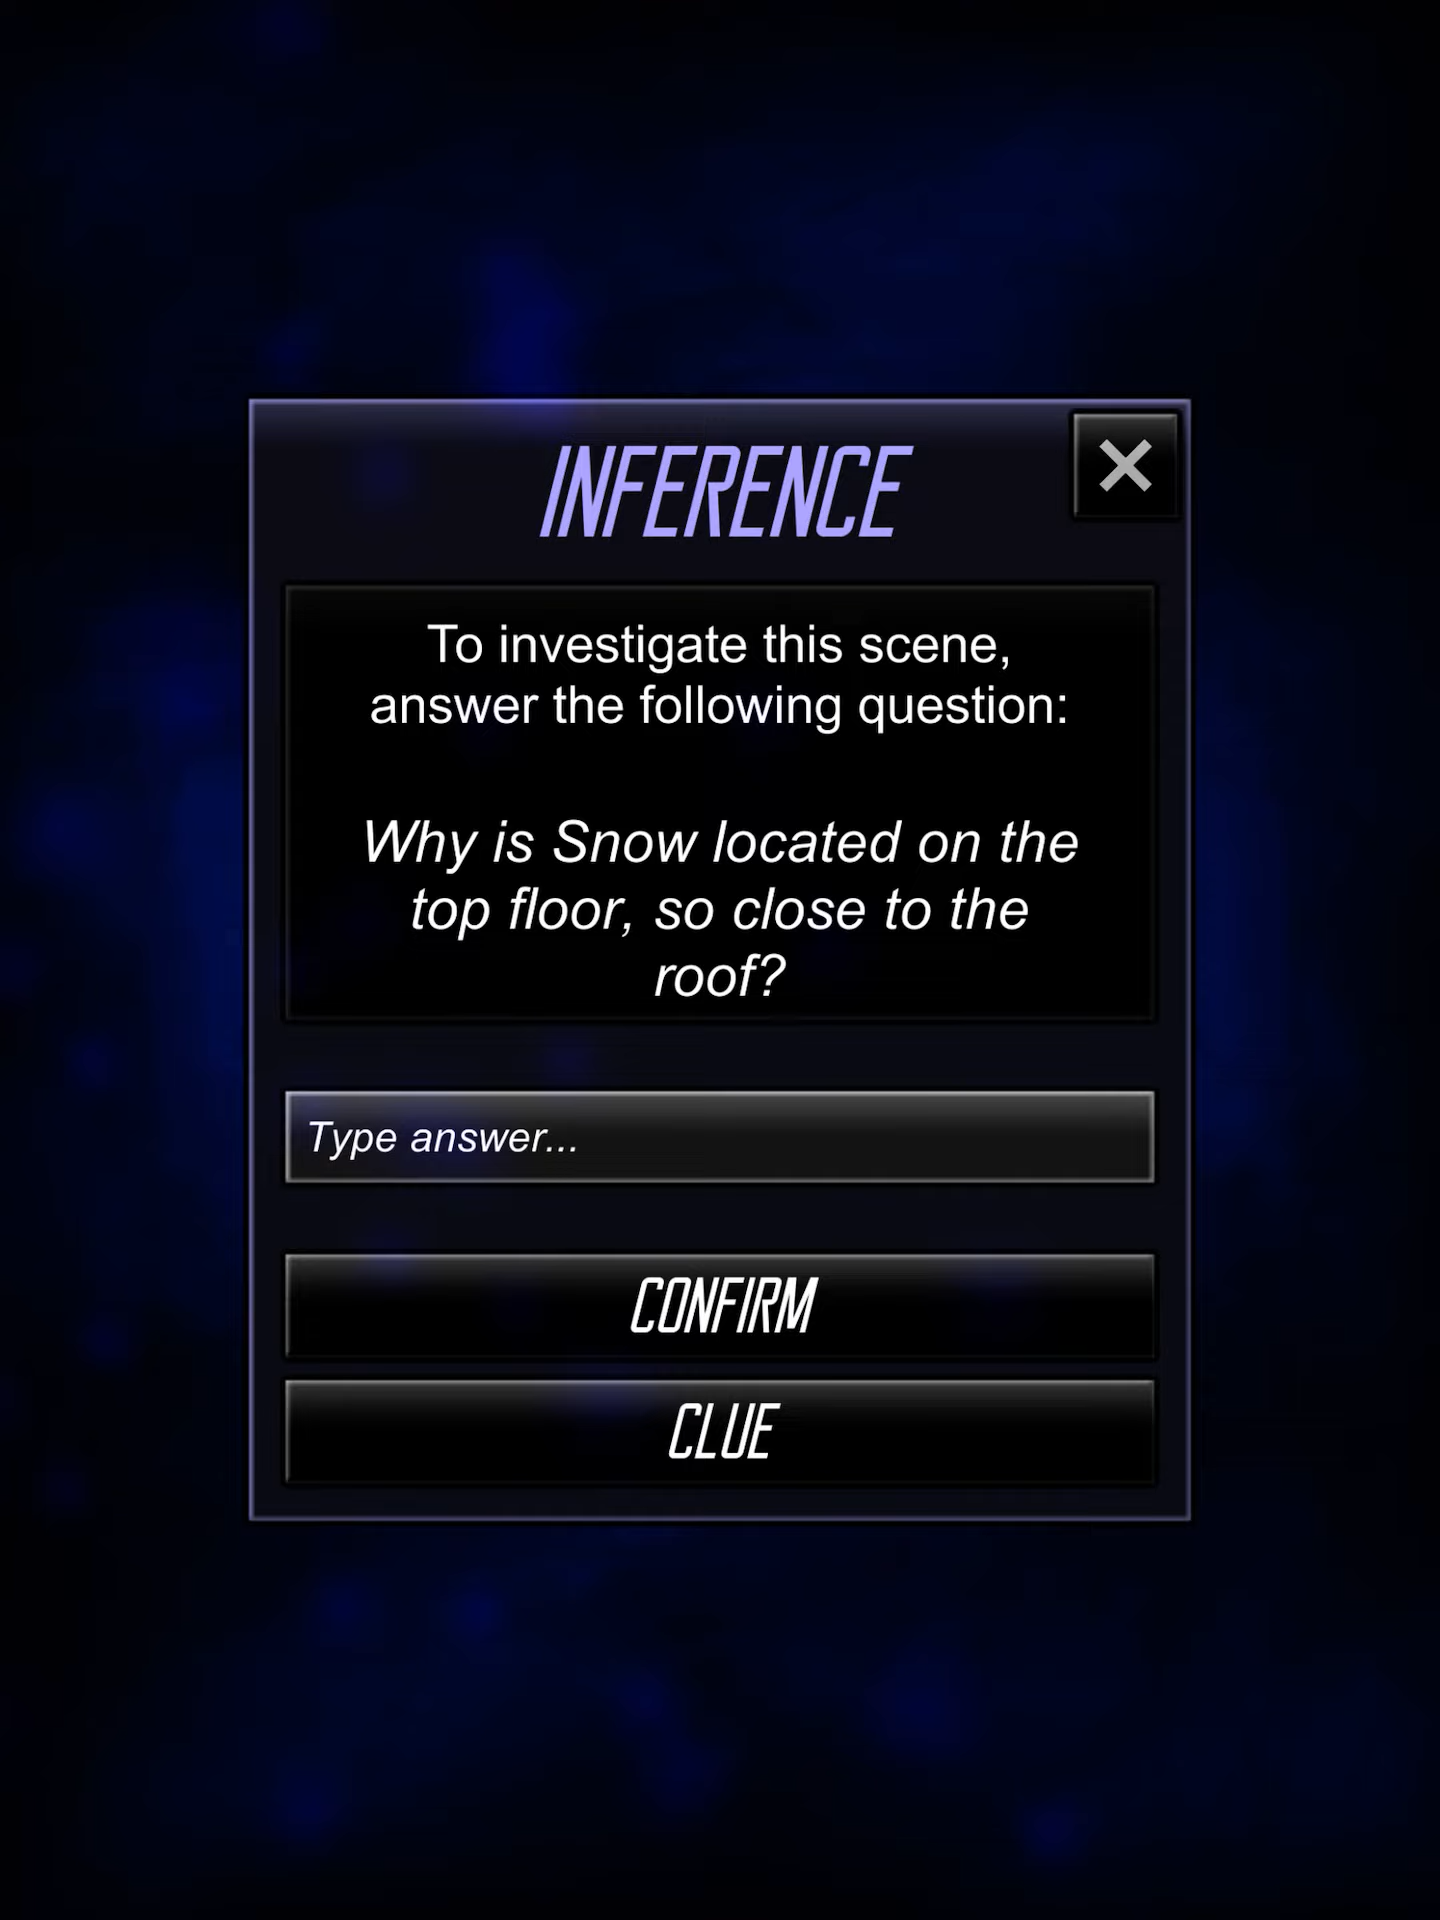 INFERENCE
To investigate this scene,
answer the following question:
Why is Snow located on the
top floor, so close to the
roof?
Type answer...
CONFIRM
CLUE